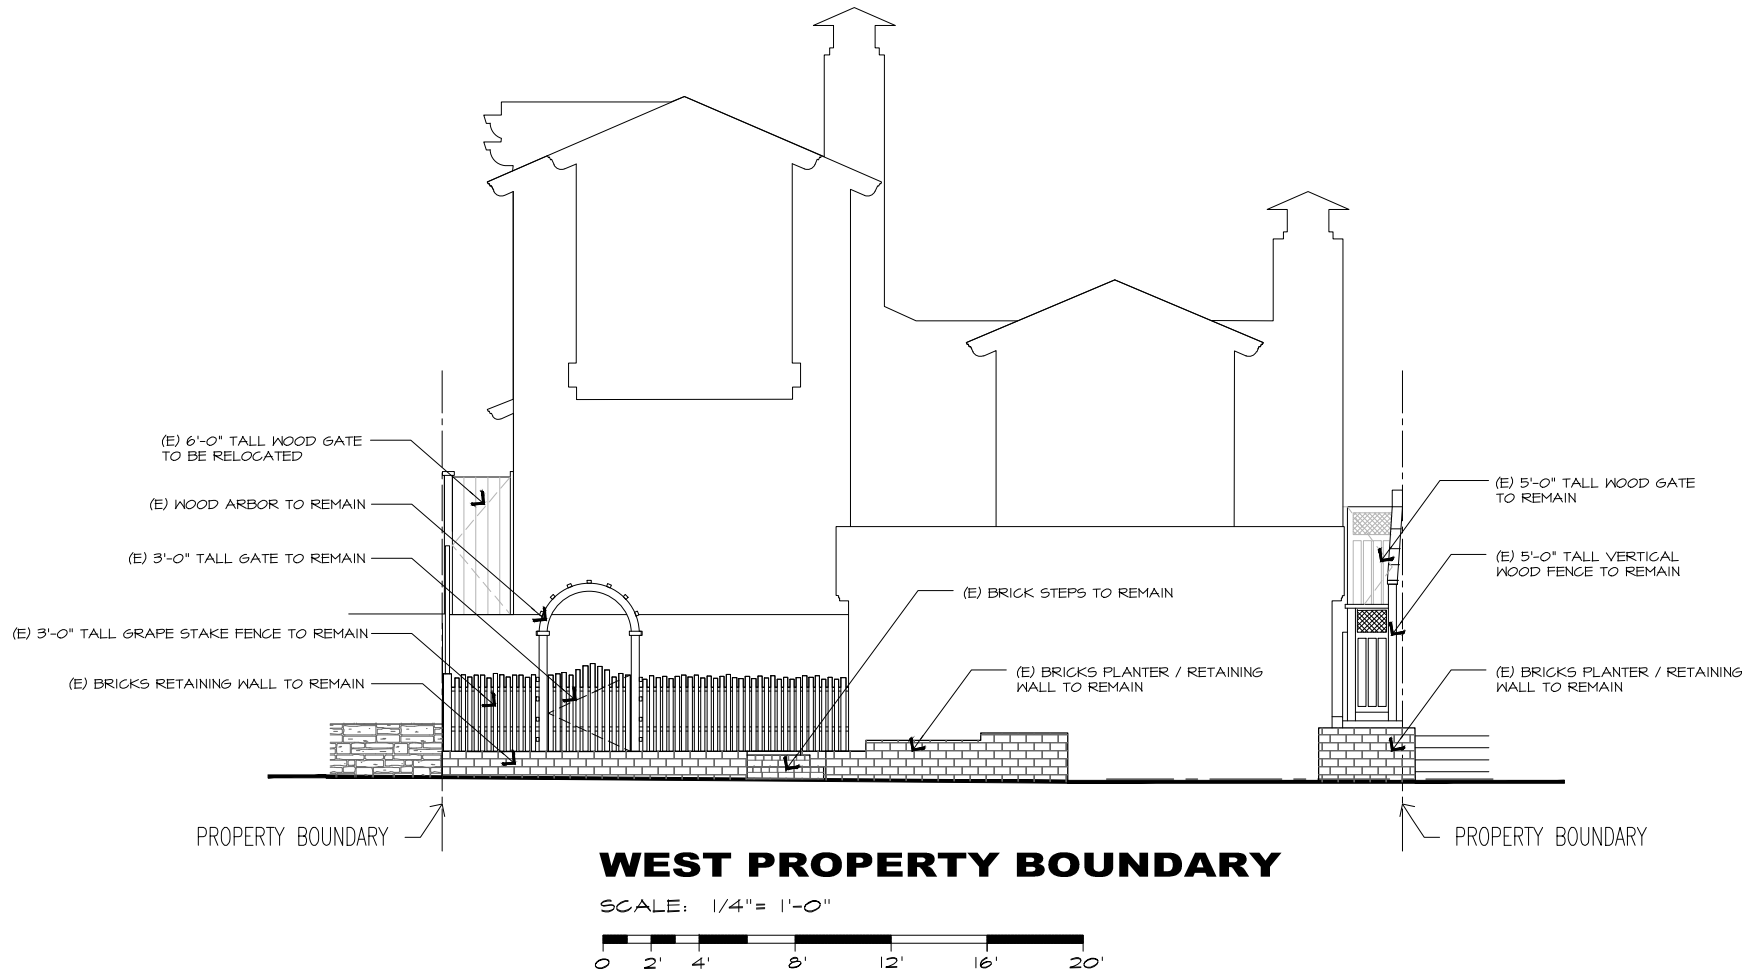 (E) 6'-0" TALL WOOD GATE
TO BE RELOCATED
(E) WOOD ARBOR TO REMAIN
(E) 3'-0" TALL GATE TO REMAIN
(E) 3'-0" TALL GRAPE STAKE FENCE TO REMAIN
(E) BRICKS RETAINING WALL TO REMAIN
(E) BRICK STEPS TO REMAIN
(E) BRICKS PLANTER / RETAINING
WALL TO REMAIN
(E) 5'-0" TALL WOOD GATE
TO REMAIN
(E) 5'-0" TALL VERTICAL
WOOD FENCE TO REMAIN
(E) BRICKS PLANTER / RETAINING
WALL TO REMAIN
PROPERTY BOUNDARY
PROPERTY BOUNDARY
WEST PROPERTY BOUNDARY
SCALE: 1/4"= 1'-0"
0 2' 4' 8' 12' 16' 20'